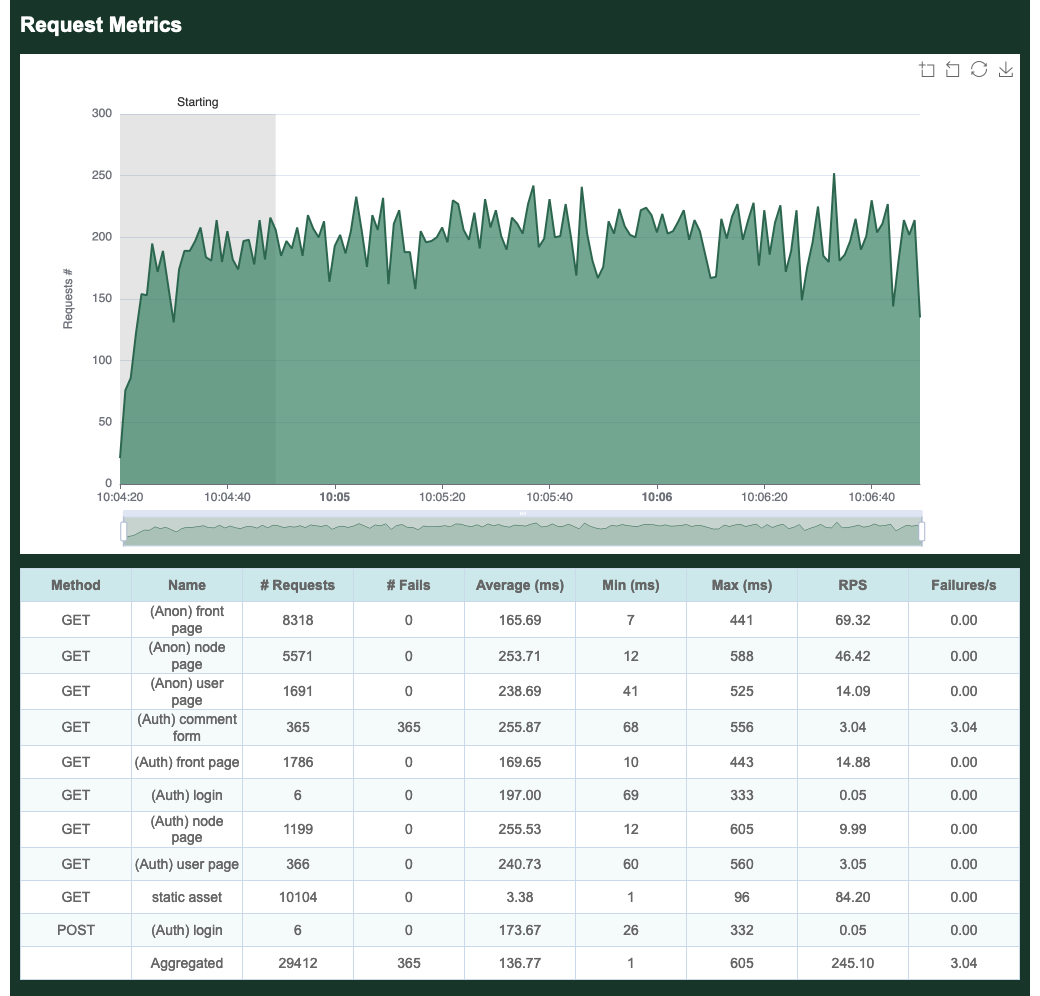 Request Metrics
Starting
300
250
200
150
100
50
0
Requests #
10:04:20 10:04:40 10:05 10:05:20 10:05:40 10:06 10:06:20 10:06:40
Method Name # Requests # Fails Average (ms) Min (ms) Max (ms) RPS Failures/s
GET (Anon) front page 8318 0 165.69 7 441 69.32 0.00
GET (Anon) node page 5571 0 253.71 12 588 46.42 0.00
GET (Anon) user page 1691 0 238.69 41 525 14.09 0.00
GET (Auth) comment form 365 365 255.87 68 556 3.04 3.04
GET (Auth) front page 1786 0 169.65 10 443 14.88 0.00
GET (Auth) login 6 0 197.00 69 333 0.05 0.00
GET (Auth) node page 1199 0 255.53 12 605 9.99 0.00
GET (Auth) user page 366 0 240.73 60 560 3.05 0.00
GET static asset 10104 0 3.38 1 96 84.20 0.00
POST (Auth) login 6 0 173.67 26 332 0.05 0.00
Aggregated 29412 365 136.77 1 605 245.10 3.04